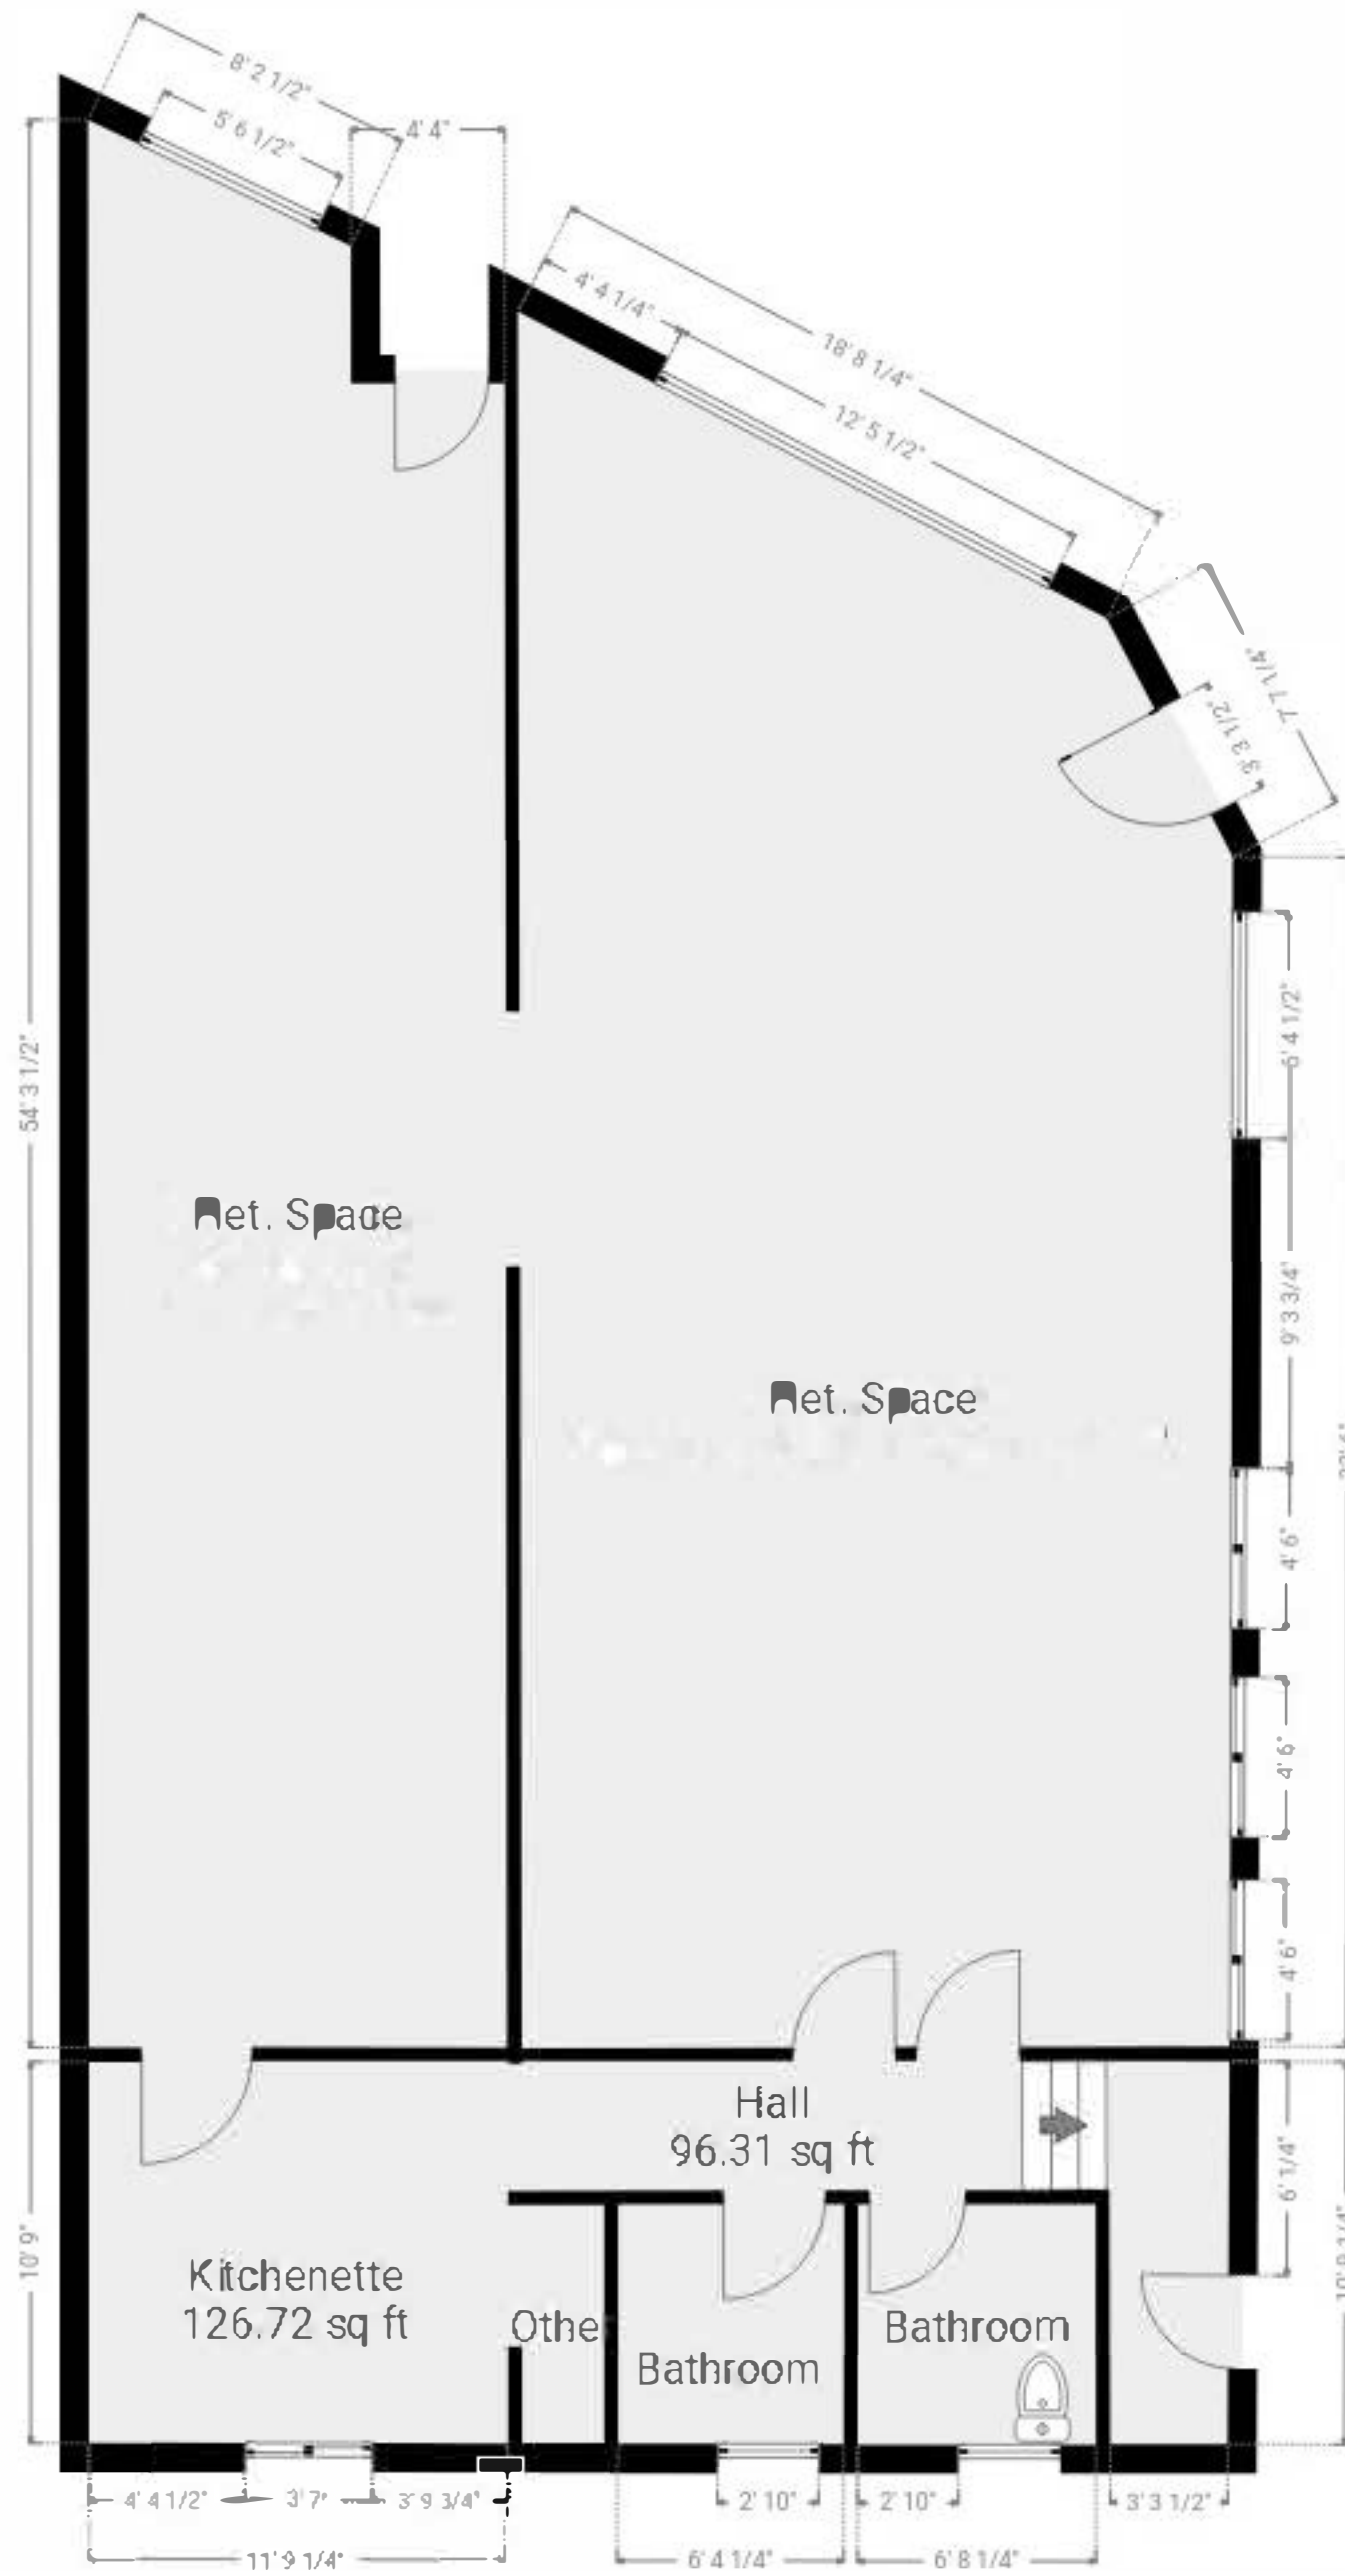 8' 2 1/2"
5' 6 1/2"
4' 4"
4' 4 1/4"
18' 8 1/4"
12' 5 1/2"
7' 7 1/4"
3' 3 1/2"
54' 3 1/2"
6' 4 1/2"
Ret. Space
9' 3 3/4"
Ret. Space
4' 6"
4' 6"
4' 6"
Hall
96.31 sq ft
6' 1/4"
10' 9"
Kitchenette
126.72 sq ft
Othe
Bathroom
Bathroom
4' 4 1/2"
3' 7"
3' 9 3/4"
2' 10"
2' 10"
3' 3 1/2"
11' 9 1/4"
6' 4 1/4"
6' 8 1/4"